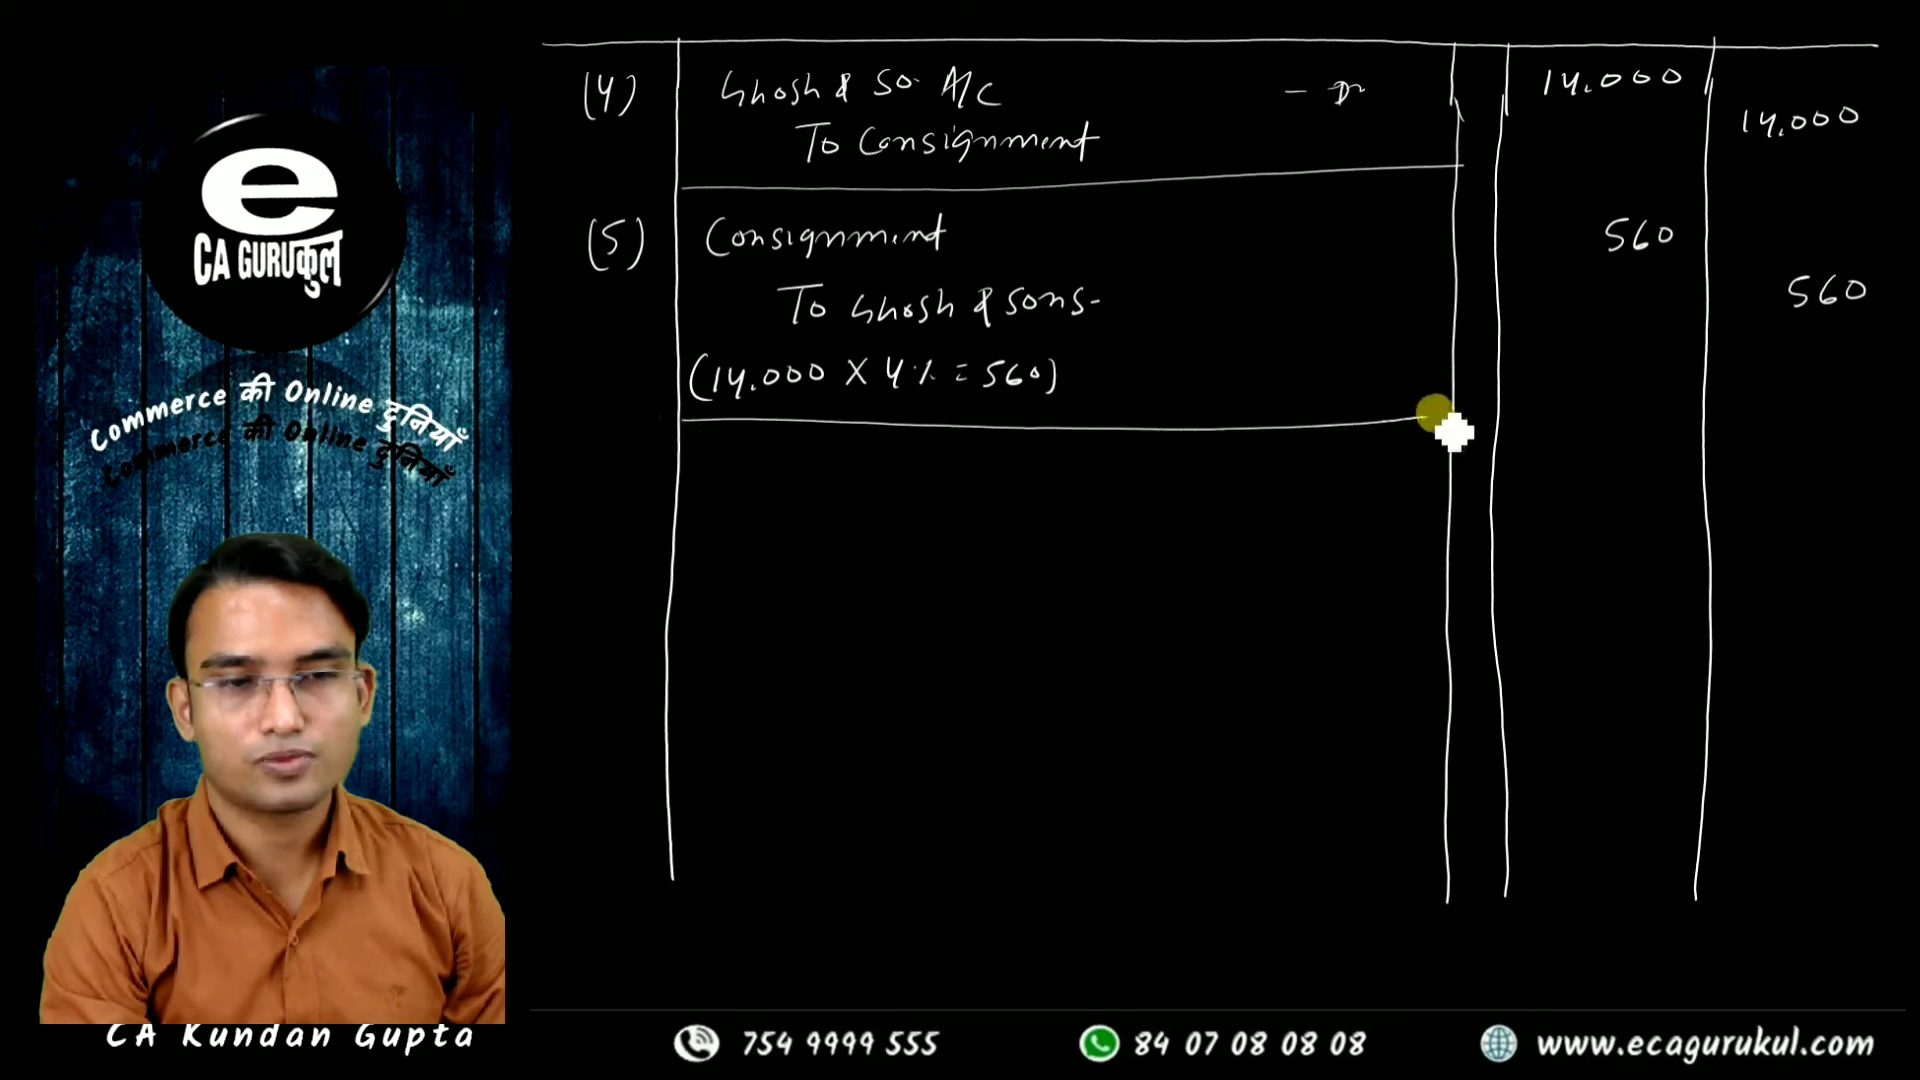 e
CA GURUकुल
Commerce की Online दुनियाँ
Commerce की Online दुनियाँ
CA Kundan Gupta
(4) Ghosh & So. A/C - Dr 14,000
To Consignment 14,000
(5) Consignment 560
To Ghosh & Sons- 560
(14,000 X 4% = 560)
754 9999 555
84 07 08 08 08
www.ecagurukul.com